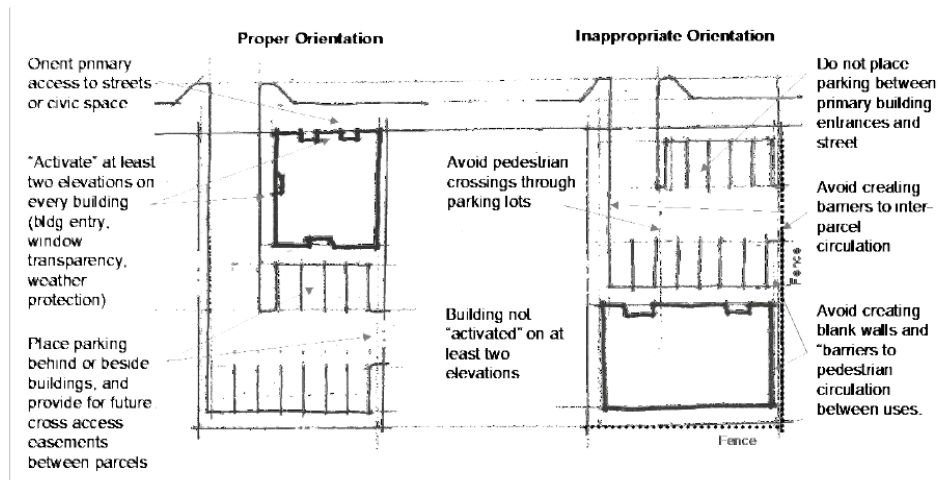 Proper Orientation
Inappropriate Orientation
Orient primary
access to streets
or civic space
"Activate" at least
two elevations on
every building
(bldg entry,
window
transparency,
weather
protection)
Place parking
behind or beside
buildings, and
provide for future
cross access
easements
between parcels
Avoid pedestrian
crossings through
parking lots
Building not
"activated" on at
least two
elevations
Do not place
parking between
primary building
entrances and
street
Avoid creating
barriers to inter-
parcel
circulation
Fence
Avoid creating
blank walls and
"barriers to
pedestrian
circulation
between uses.
Fence